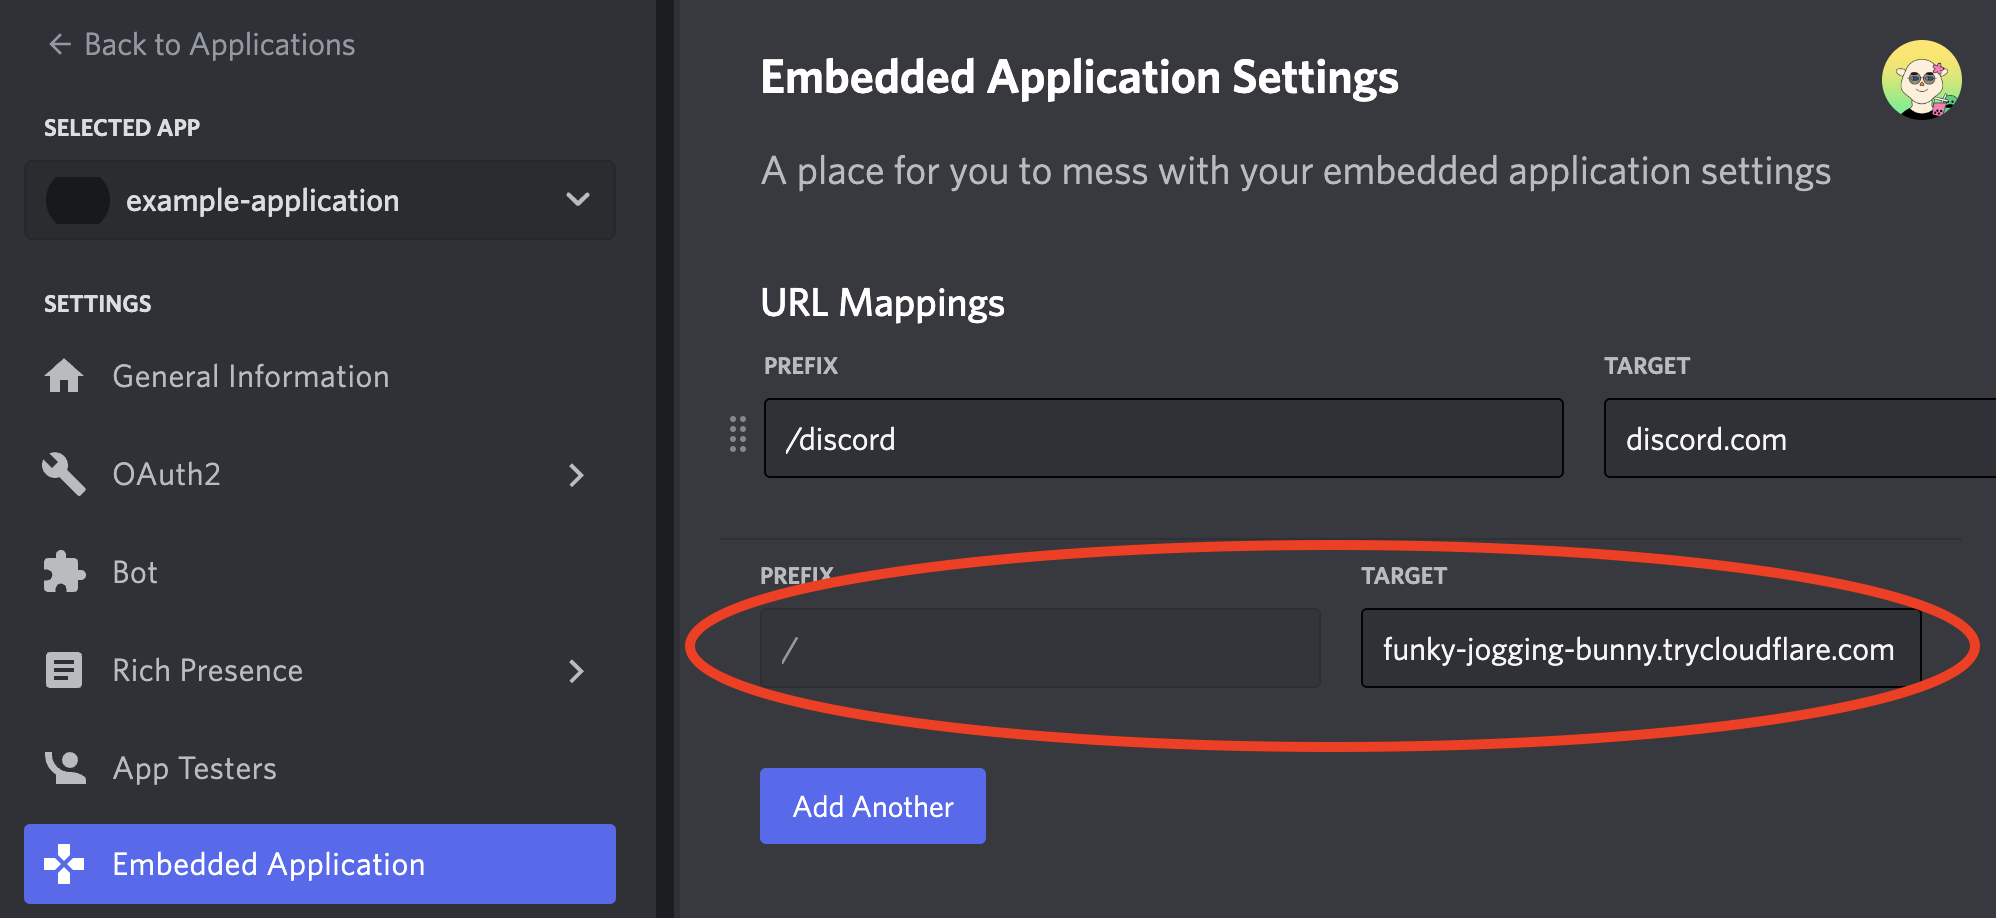 ← Back to Applications
SELECTED APP
example-application
SETTINGS
General Information
OAuth2
Bot
Rich Presence
App Testers
Embedded Application
Embedded Application Settings
A place for you to mess with your embedded application settings
URL Mappings
PREFIX TARGET
/discord discord.com
PREFIX TARGET
/ funky-jogging-bunny.trycloudflare.com
Add Another